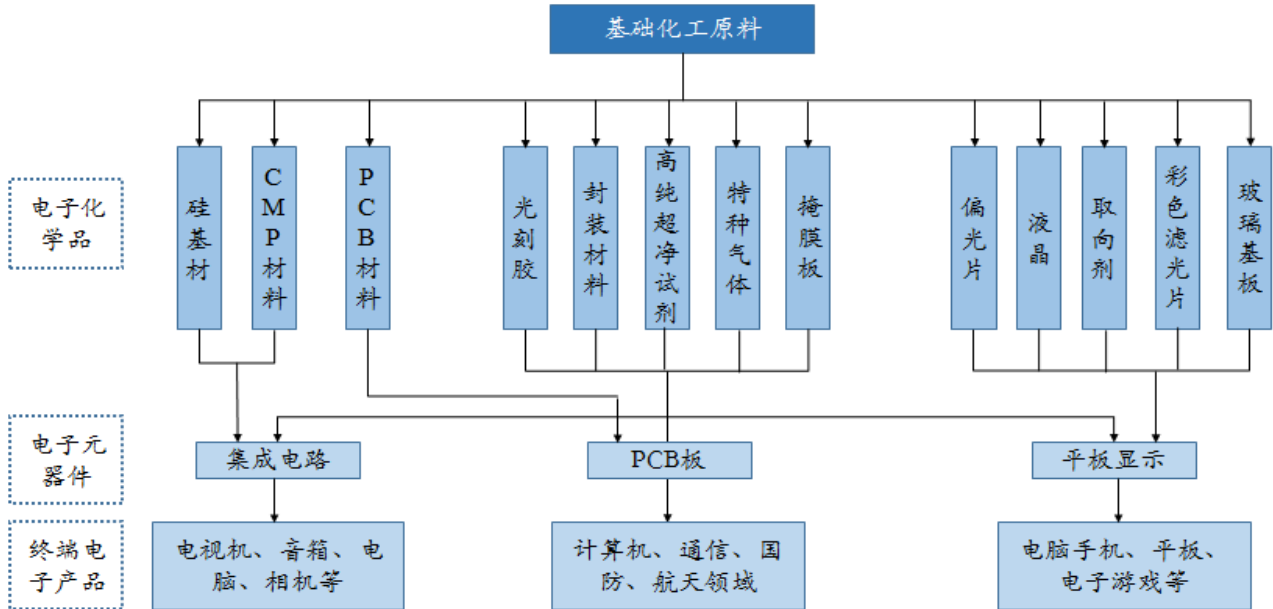 基础化工原料
电子化
学品
硅基材
CMP材料
PCB材料
光刻胶
封装材料
高纯超净试剂
特种气体
掩膜板
偏光片
液晶
取向剂
彩色滤光片
玻璃基板
电子元
器件
集成电路
PCB板
平板显示
终端电
子产品
电视机、音箱、电
脑、相机等
计算机、通信、国
防、航天领域
电脑手机、平板、
电子游戏等